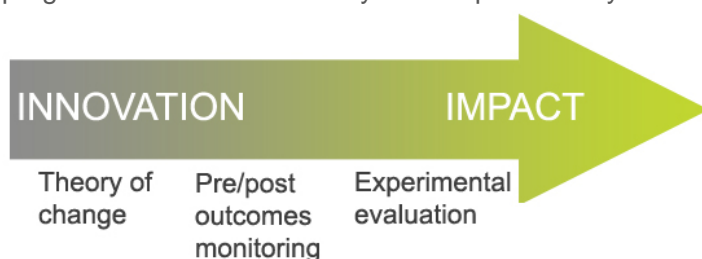 INNOVATION IMPACT
Theory of change
Pre/post outcomes monitoring
Experimental evaluation